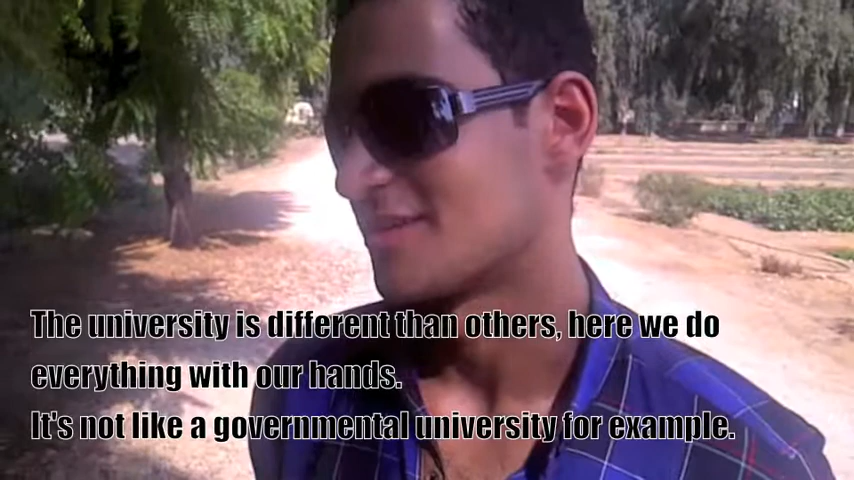 The university is different than others, here we do
everything with our hands.
It's not like a governmental university for example.